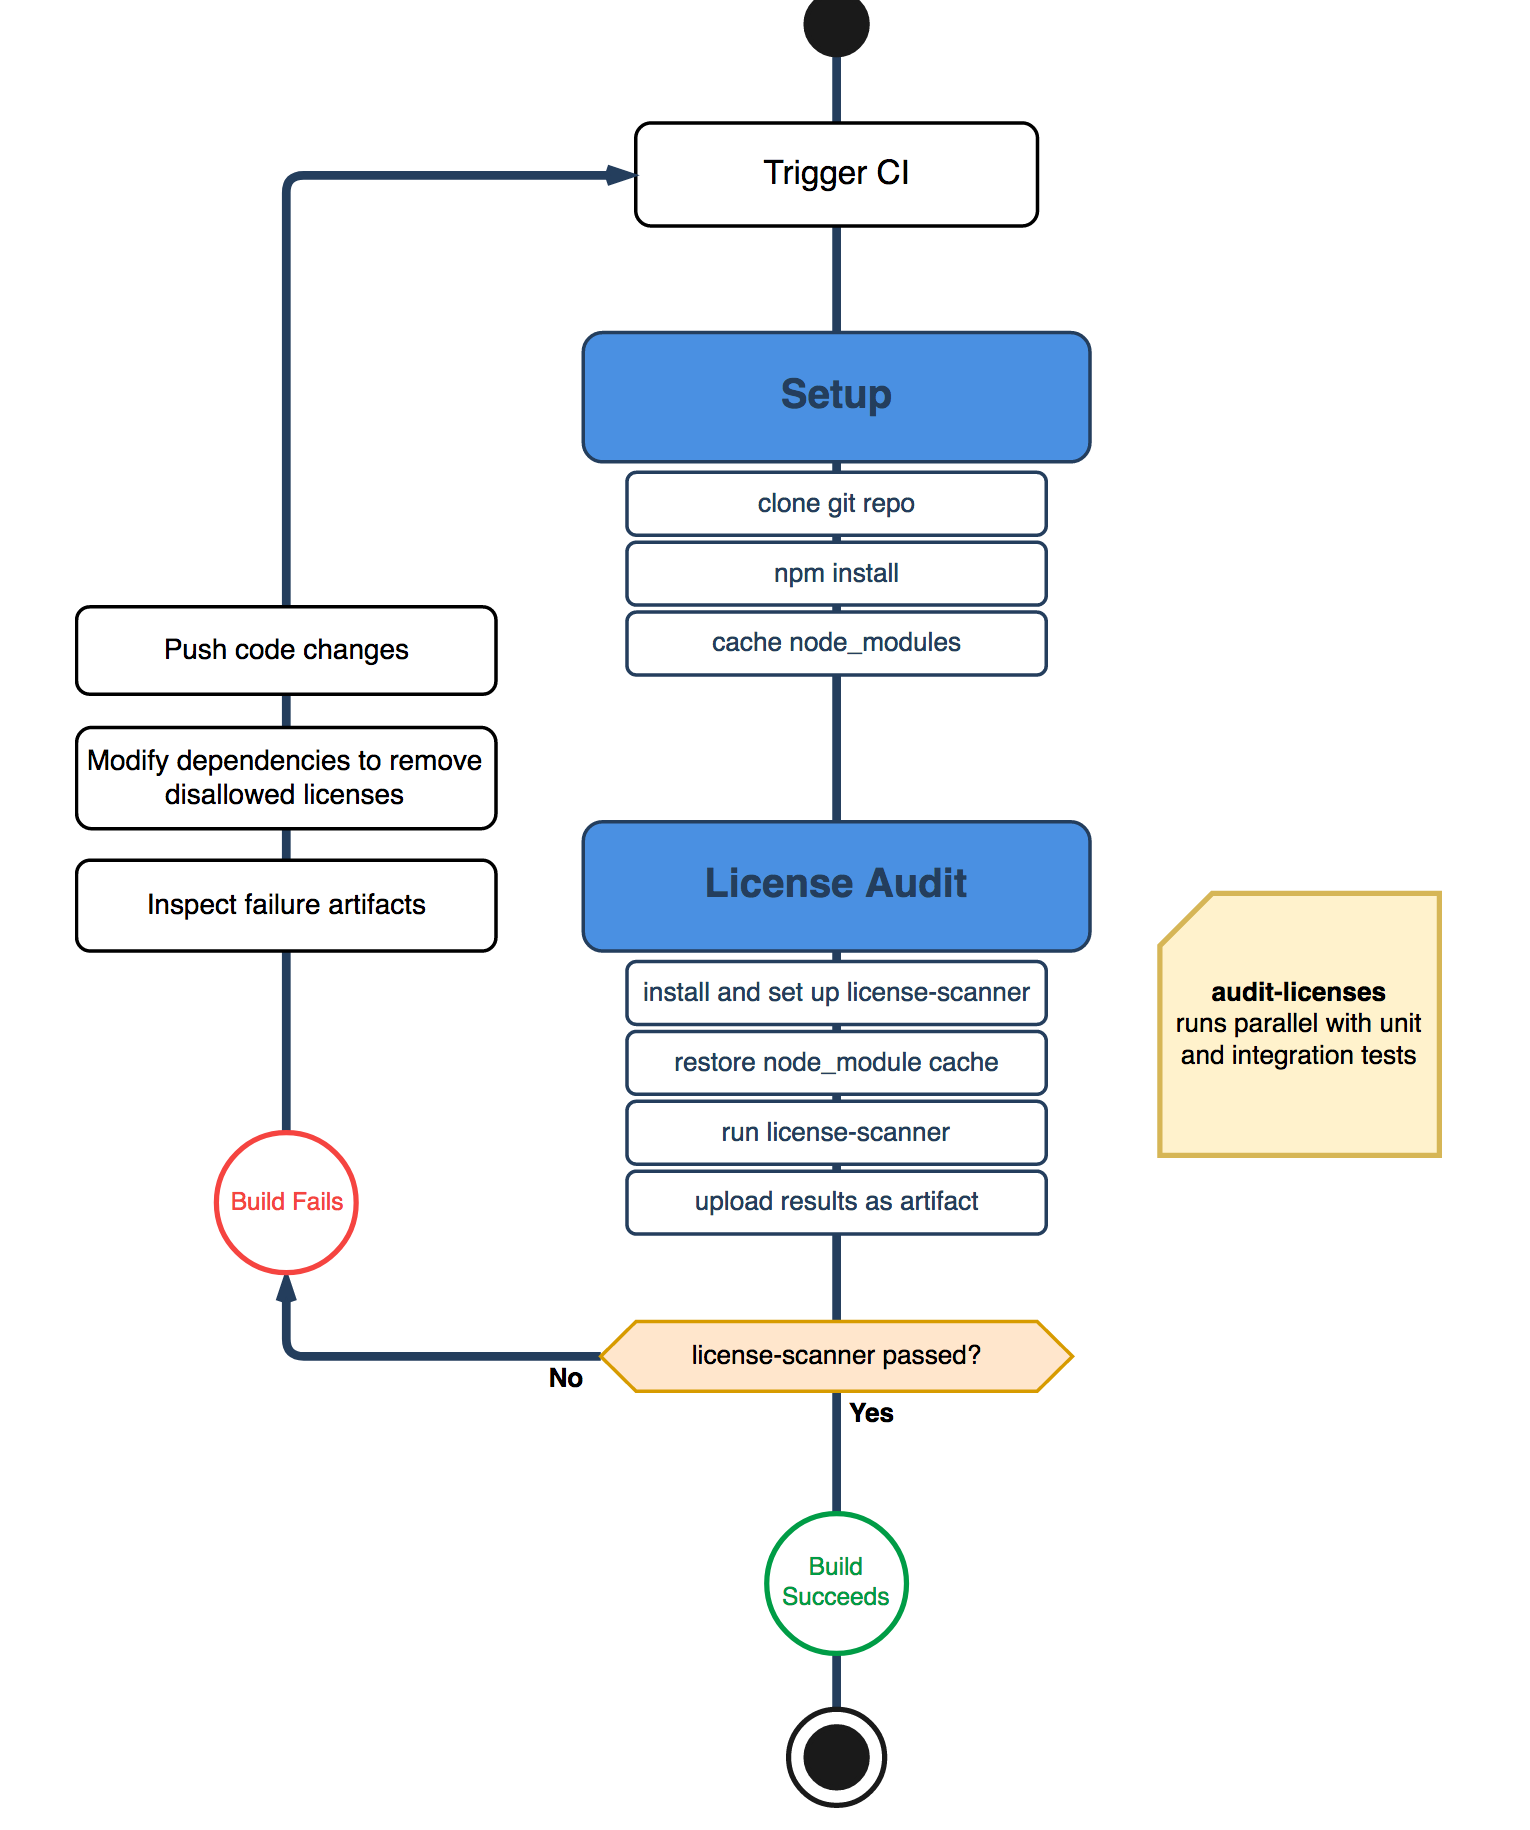 Trigger CI
Setup
clone git repo
npm install
cache node_modules
Push code changes
Modify dependencies to remove
disallowed licenses
Inspect failure artifacts
License Audit
install and set up license-scanner
restore node_module cache
run license-scanner
upload results as artifact
audit-licenses
runs parallel with unit
and integration tests
Build Fails
license-scanner passed?
No
Yes
Build
Succeeds